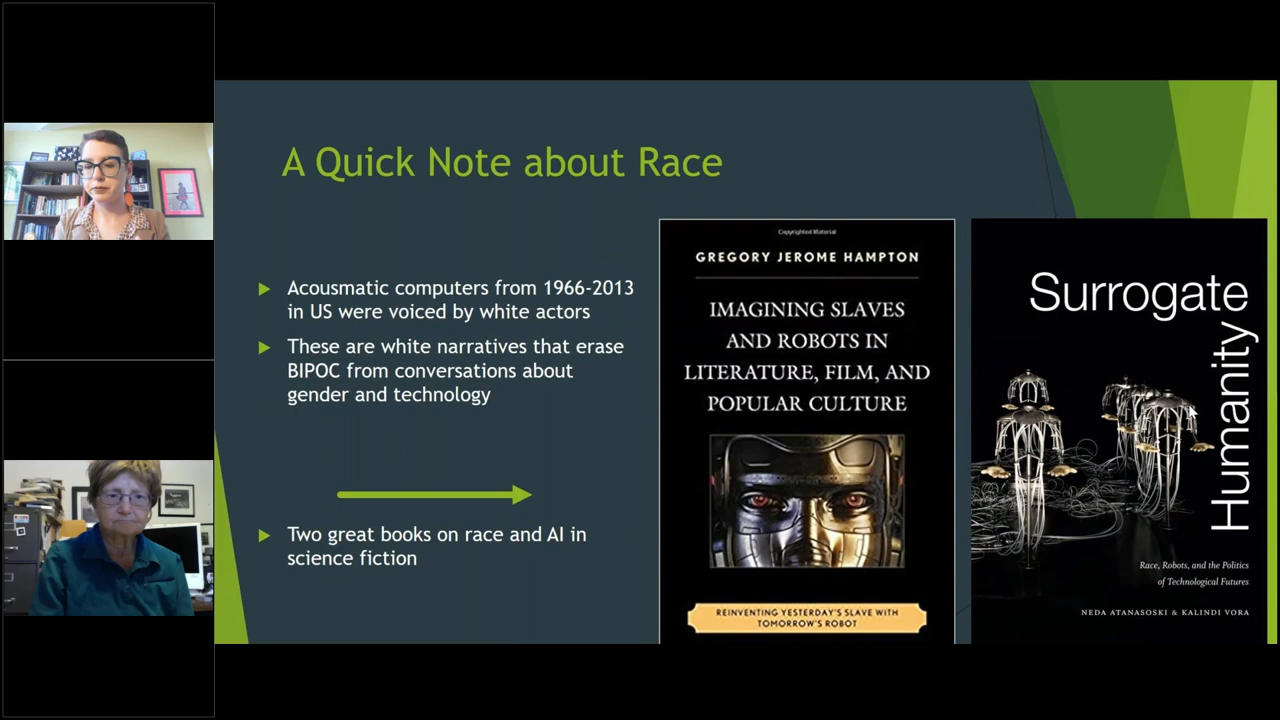 A Quick Note about Race
Acousmatic computers from 1966-2013
in US were voiced by white actors
These are white narratives that erase
BIPOC from conversations about
gender and technology
Two great books on race and AI in
science fiction
Copyrighted Material
GREGORY JEROME HAMPTON
IMAGINING SLAVES
AND ROBOTS IN
LITERATURE, FILM, AND
POPULAR CULTURE
REINVENTING YESTERDAY'S SLAVE WITH
TOMORROW'S ROBOT
Surrogate
Humanity
Race, Robots, and the Politics
of Technological Futures
NEDA ATANASOSKI & KALINDI VORA